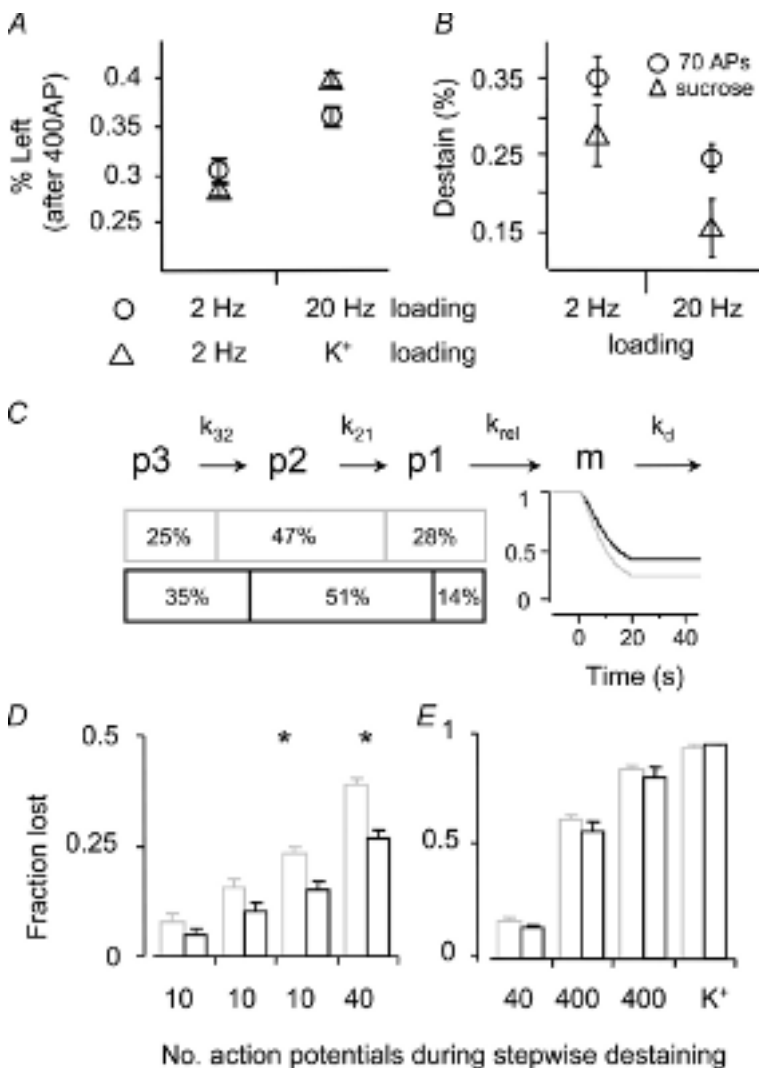 A
% Left
(after 400AP)
0.4
0.35
0.3
0.25
2 Hz 20 Hz loading
2 Hz K⁺ loading
B
Destain (%)
0.35
0.25
0.15
70 APs
sucrose
2 Hz 20 Hz
loading
C
k₃₂ k₂₁ k_rel k_d
p3 p2 p1 m
25% 47% 28%
35% 51% 14%
1
0.5
0
0 20 40
Time (s)
D
Fraction lost
0.5
0.25
0
* *
10 10 10 40
E
1
0.5
0
40 400 400 K⁺
No. action potentials during stepwise destaining